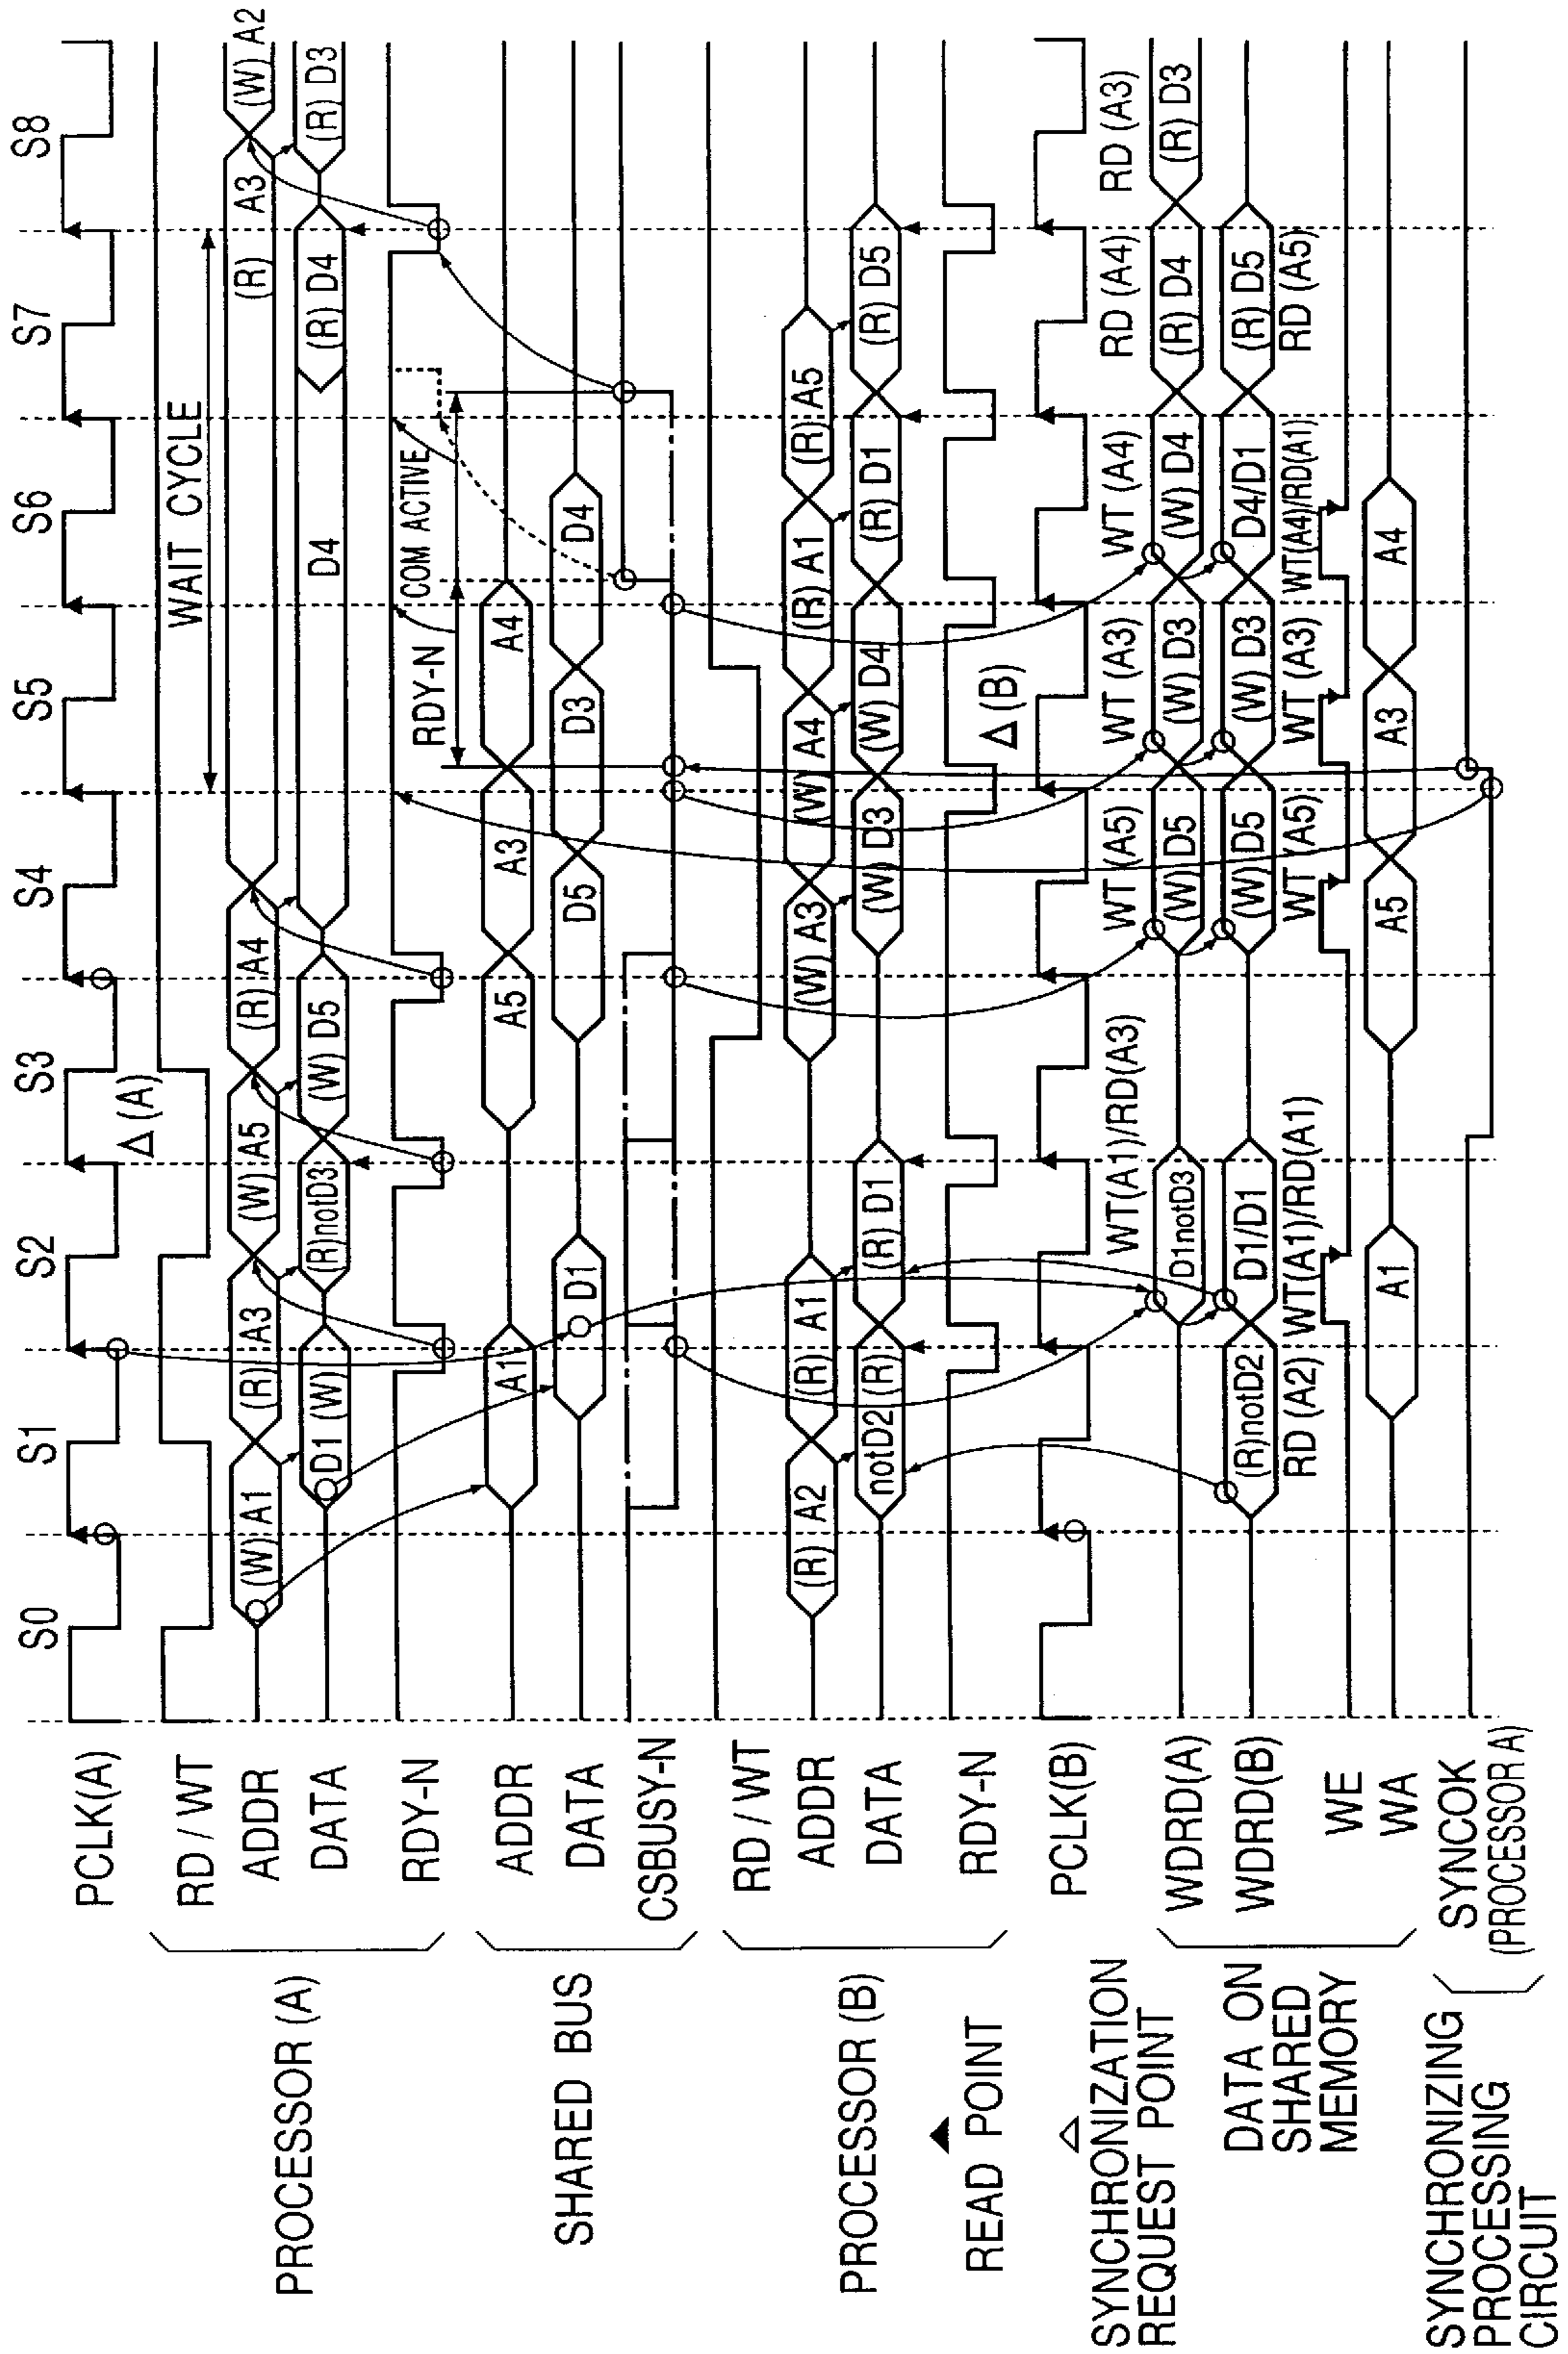 S0 S1 S2 S3 S4 S5 S6 S7 S8
PCLK(A)
Δ (A)
WAIT CYCLE
PROCESSOR (A)
RD / WT
ADDR (W) A1 (R) A3 (W) A5 (R) A4 (R) A3 (W) A2
DATA D1 (W) (R)notD3 (W) D5 D4 (R) D4 (R) D3
RDY-N
COM ACTIVE
RDY-N
SHARED BUS
ADDR A1 A5 A3 A4
DATA D1 D5 D3 D4
CSBUSY-N
PROCESSOR (B)
RD / WT
ADDR (R) A2 (R) A1 (W) A3 (W) A4 (R) A1 (R) A5
DATA notD2 (R) (R) D1 (W) D3 (W) D4 (R) D1 (R) D5
RDY-N
▲
READ POINT
Δ (B)
PCLK(B)
△
SYNCHRONIZATION
REQUEST POINT
WT(A1)/RD(A3) WT (A5) WT (A3) WT (A4) RD (A4) RD (A3)
DATA ON
SHARED
MEMORY
WDRD(A) D1notD3 (W) D5 (W) D3 (W) D4 (R) D4 (R) D3
WDRD(B) (R)notD2 D1/D1 (W) D5 (W) D3 D4/D1 (R) D5
RD (A2) WT(A1)/RD(A1) WT (A5) WT (A3) WT(A4)/RD(A1) RD (A5)
WE
WA A1 A5 A3 A4
SYNCHRONIZING
PROCESSING
CIRCUIT
SYNCOK
(PROCESSOR A)